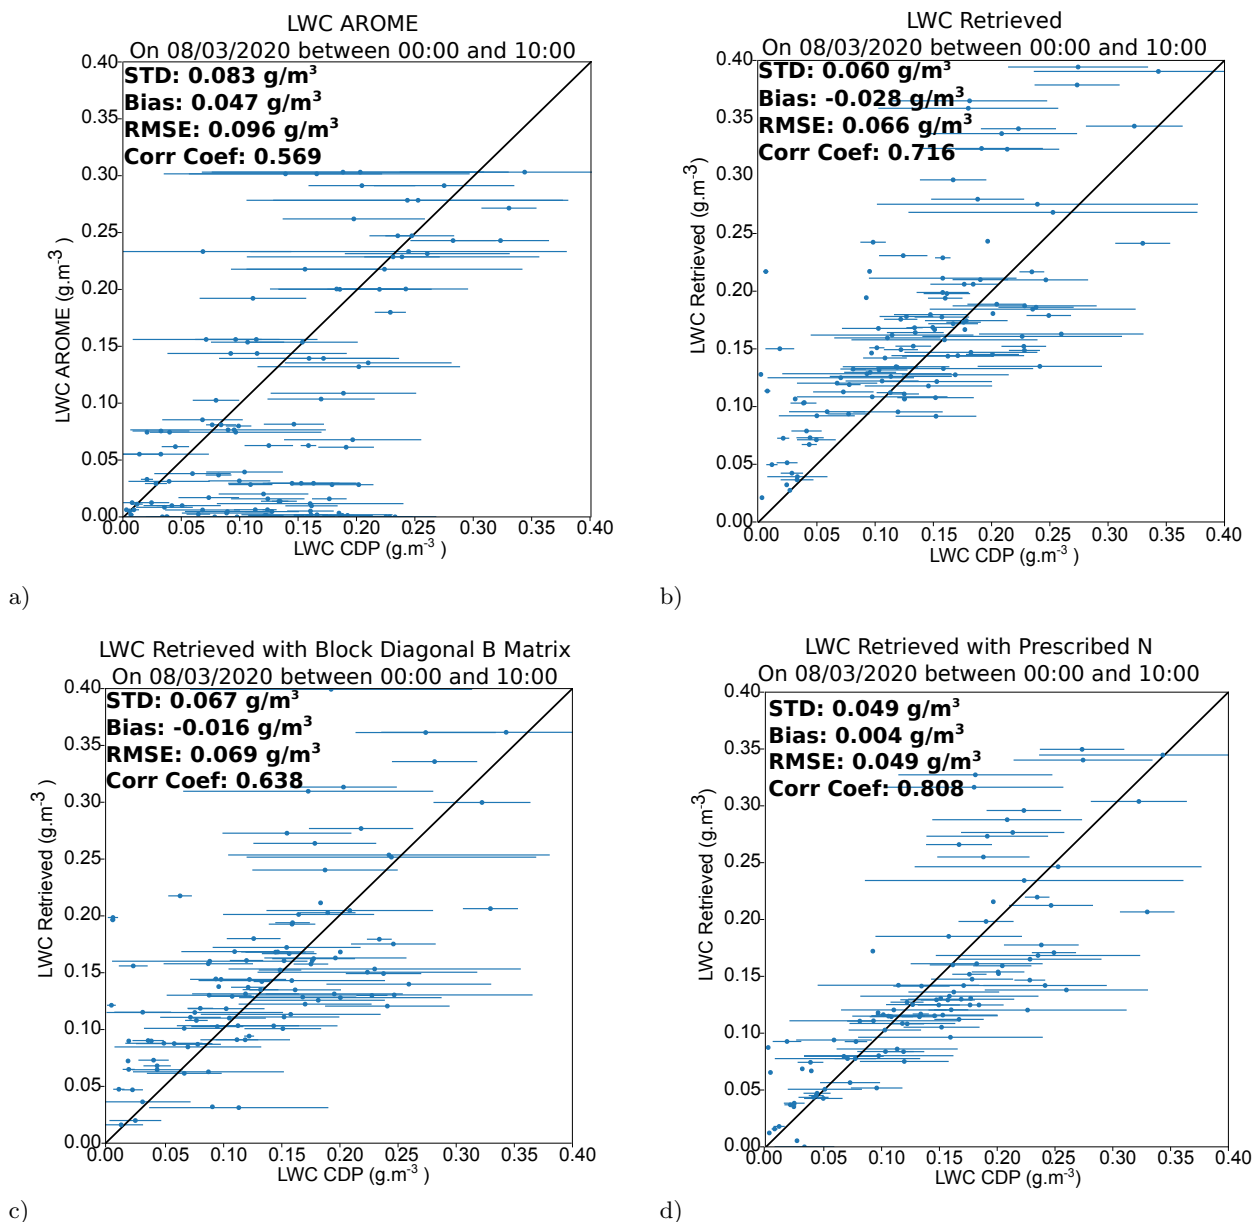 LWC AROME
On 08/03/2020 between 00:00 and 10:00
STD: 0.083 g/m³
Bias: 0.047 g/m³
RMSE: 0.096 g/m³
Corr Coef: 0.569
0.40
0.35
0.30
0.25
0.20
0.15
0.10
0.05
0.00
LWC AROME (g.m⁻³)
0.00 0.05 0.10 0.15 0.20 0.25 0.30 0.35 0.40
LWC CDP (g.m⁻³ )
a)
LWC Retrieved
On 08/03/2020 between 00:00 and 10:00
STD: 0.060 g/m³
Bias: -0.028 g/m³
RMSE: 0.066 g/m³
Corr Coef: 0.716
0.40
0.35
0.30
0.25
0.20
0.15
0.10
0.05
0.00
LWC Retrieved (g.m⁻³)
0.00 0.05 0.10 0.15 0.20 0.25 0.30 0.35 0.40
LWC CDP (g.m⁻³ )
b)
LWC Retrieved with Block Diagonal B Matrix
On 08/03/2020 between 00:00 and 10:00
STD: 0.067 g/m³
Bias: -0.016 g/m³
RMSE: 0.069 g/m³
Corr Coef: 0.638
0.40
0.35
0.30
0.25
0.20
0.15
0.10
0.05
0.00
LWC Retrieved (g.m⁻³)
0.00 0.05 0.10 0.15 0.20 0.25 0.30 0.35 0.40
LWC CDP (g.m⁻³ )
c)
LWC Retrieved with Prescribed N
On 08/03/2020 between 00:00 and 10:00
STD: 0.049 g/m³
Bias: 0.004 g/m³
RMSE: 0.049 g/m³
Corr Coef: 0.808
0.40
0.35
0.30
0.25
0.20
0.15
0.10
0.05
0.00
LWC Retrieved (g.m⁻³)
0.00 0.05 0.10 0.15 0.20 0.25 0.30 0.35 0.40
LWC CDP (g.m⁻³)
d)